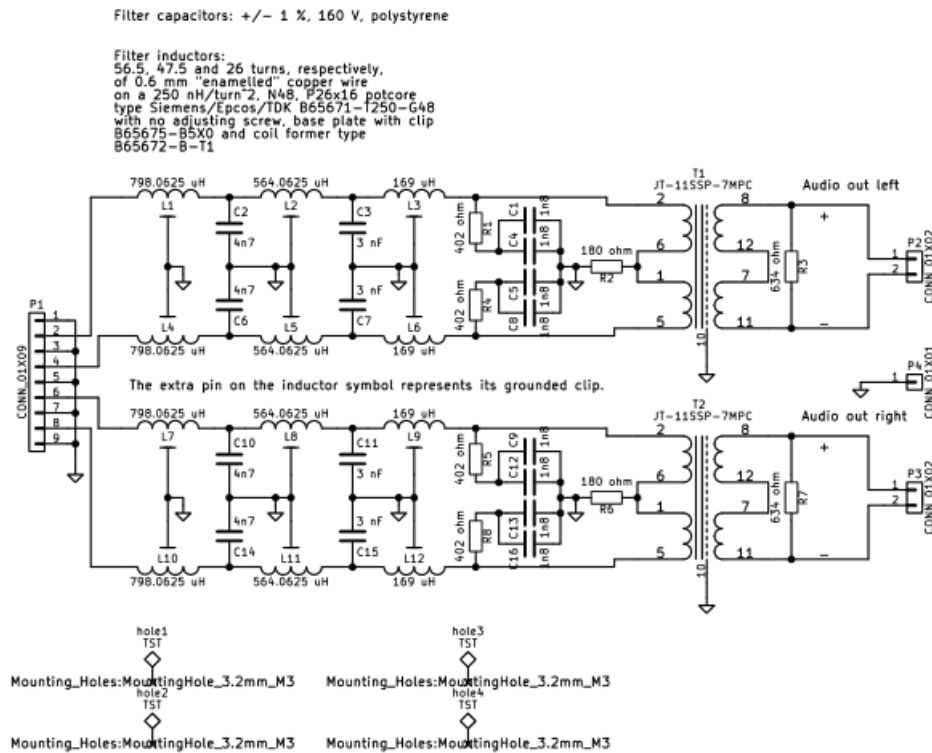 Filter capacitors: +/- 1 %, 160 V, polystyrene
Filter inductors:
56.5, 47.5 and 26 turns, respectively,
of 0.6 mm "enamelled" copper wire
on a 250 nH/turn^2, N48, P26x16 potcore
type Siemens/Epcos/TDK B65671-T250-G48
with no adjusting screw, base plate with clip
B65675-B5X0 and coil former type
B65672-B-T1
798.0625 uH 564.0625 uH 169 uH
L1 L2 L3
C2 C3
4n7 3 nF
4n7 3 nF
C6 C7
L4 L5 L6
798.0625 uH 564.0625 uH 169 uH
402 ohm R1
402 ohm R4
C1 1n8
C4 1n8
C5 1n8
C8 1n8
180 ohm
R2
T1
JT-11SSP-7MPC
2 8
6 12
1 7
5 11
10
634 ohm R3
Audio out left
+
-
P2
1
2
CONN_01X02
P1
1
2
3
4
5
6
7
8
9
CONN_01X09
P4
1
CONN_01X01
The extra pin on the inductor symbol represents its grounded clip.
798.0625 uH 564.0625 uH 169 uH
L7 L8 L9
C10 C11
4n7 3 nF
4n7 3 nF
C14 C15
L10 L11 L12
798.0625 uH 564.0625 uH 169 uH
402 ohm R5
402 ohm R8
C9 1n8
C12 1n8
C13 1n8
C16 1n8
180 ohm
R6
T2
JT-11SSP-7MPC
2 8
6 12
1 7
5 11
10
634 ohm R7
Audio out right
+
-
P3
1
2
CONN_01X02
hole1
TST
Mounting_Holes:MountingHole_3.2mm_M3
hole2
TST
Mounting_Holes:MountingHole_3.2mm_M3
hole3
TST
Mounting_Holes:MountingHole_3.2mm_M3
hole4
TST
Mounting_Holes:MountingHole_3.2mm_M3